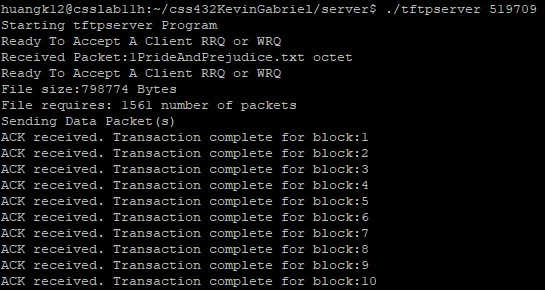 huangk12@csslab11h:~/css432KevinGabriel/server$ ./tftpserver 519709
Starting tftpserver Program
Ready To Accept A Client RRQ or WRQ
Received Packet:1PrideAndPrejudice.txt octet
Ready To Accept A Client RRQ or WRQ
File size:798774 Bytes
File requires: 1561 number of packets
Sending Data Packet(s)
ACK received. Transaction complete for block:1
ACK received. Transaction complete for block:2
ACK received. Transaction complete for block:3
ACK received. Transaction complete for block:4
ACK received. Transaction complete for block:5
ACK received. Transaction complete for block:6
ACK received. Transaction complete for block:7
ACK received. Transaction complete for block:8
ACK received. Transaction complete for block:9
ACK received. Transaction complete for block:10